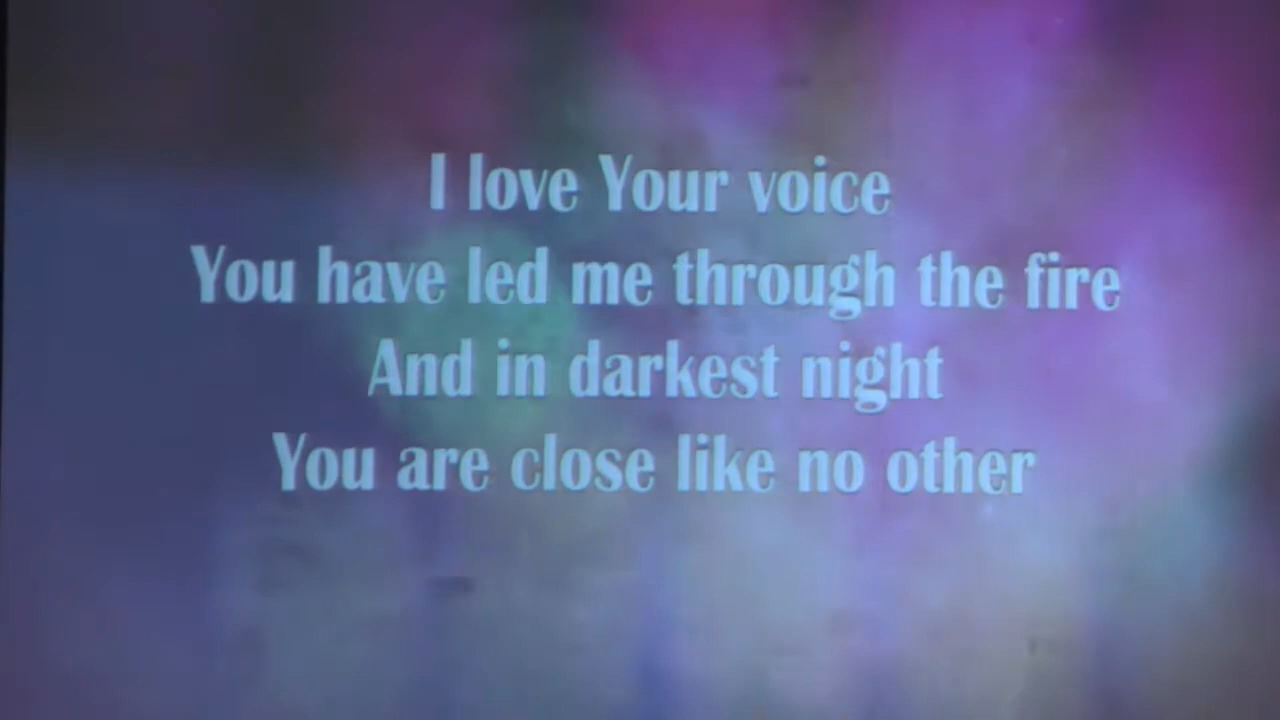 I love Your voice
You have led me through the fire
And in darkest night
You are close like no other